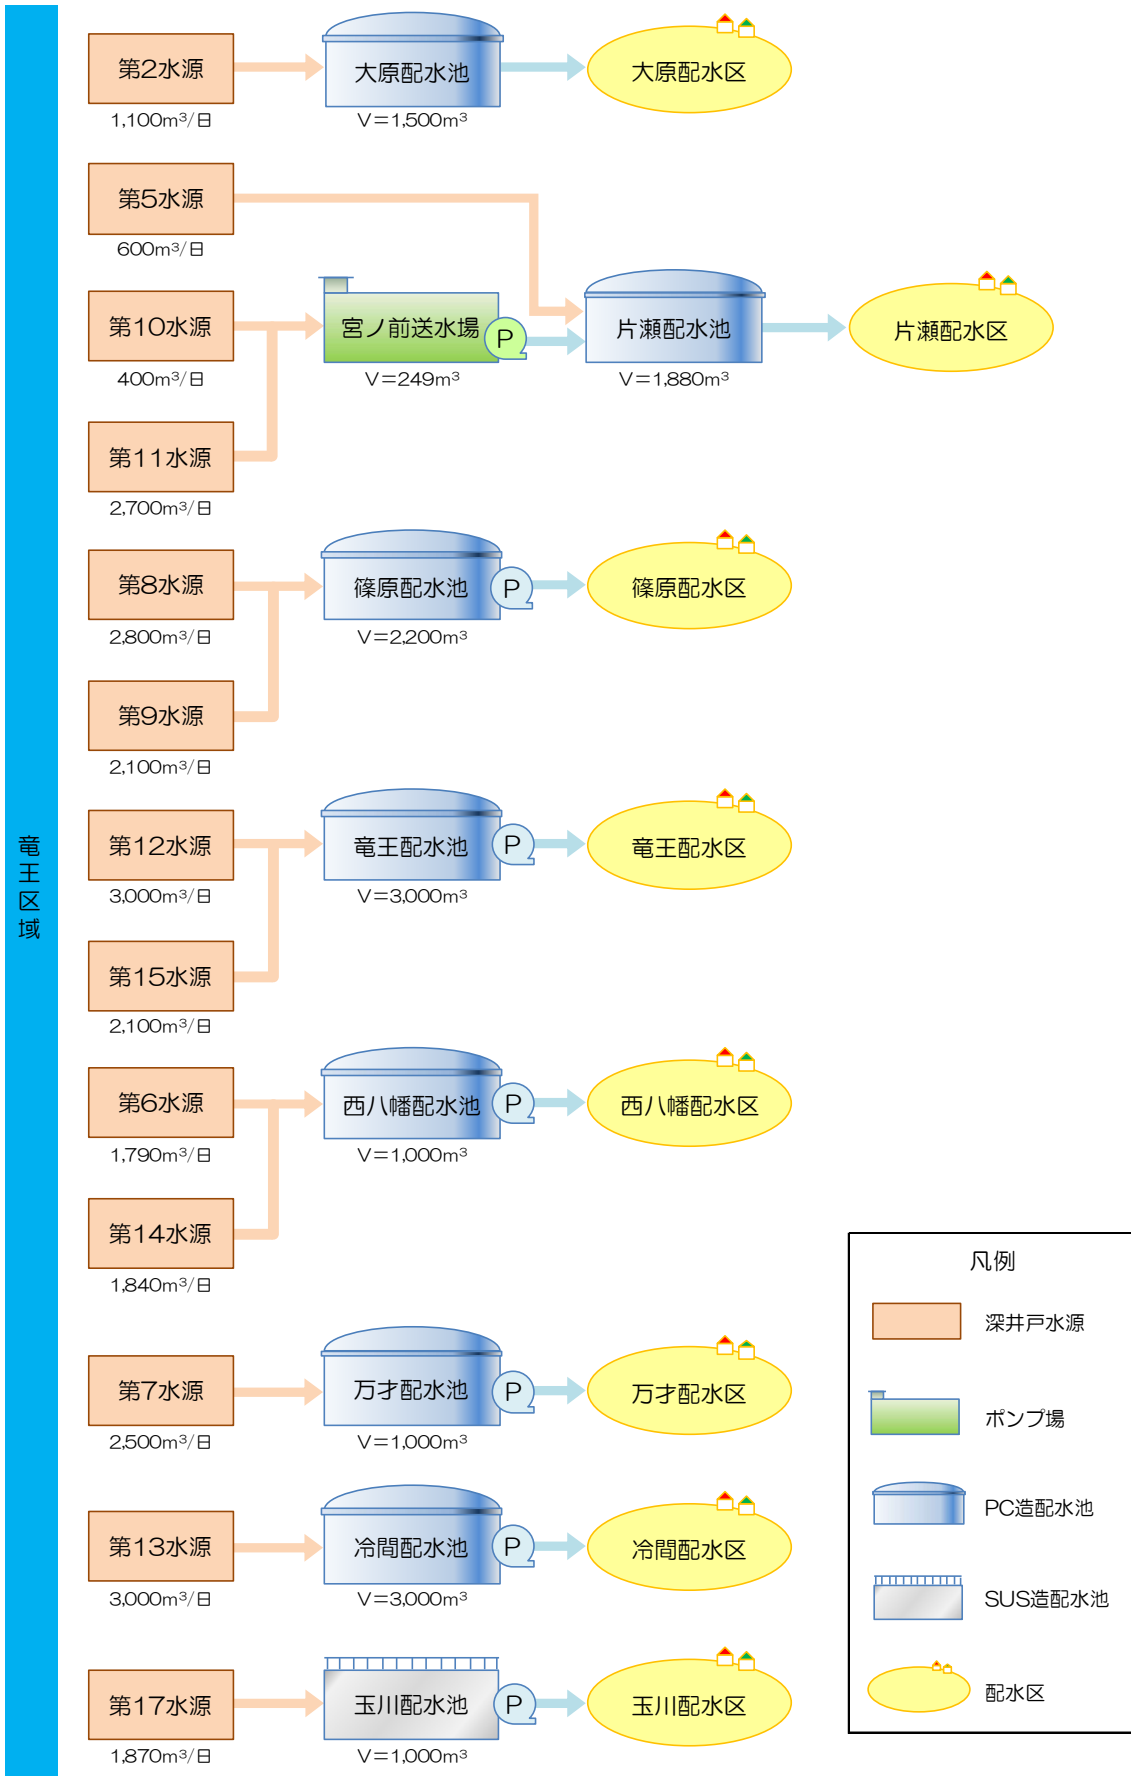 竜王区域
第2水源
1,100m³/日
大原配水池
V=1,500m³
大原配水区
第5水源
600m³/日
第10水源
400m³/日
宮ノ前送水場
P
V=249m³
片瀬配水池
V=1,880m³
片瀬配水区
第11水源
2,700m³/日
第8水源
2,800m³/日
篠原配水池
P
V=2,200m³
篠原配水区
第9水源
2,100m³/日
第12水源
3,000m³/日
竜王配水池
P
V=3,000m³
竜王配水区
第15水源
2,100m³/日
第6水源
1,790m³/日
西八幡配水池
P
V=1,000m³
西八幡配水区
第14水源
1,840m³/日
第7水源
2,500m³/日
万才配水池
P
V=1,000m³
万才配水区
第13水源
3,000m³/日
冷間配水池
P
V=3,000m³
冷間配水区
第17水源
1,870m³/日
玉川配水池
P
V=1,000m³
玉川配水区
凡例
深井戸水源
ポンプ場
PC造配水池
SUS造配水池
配水区